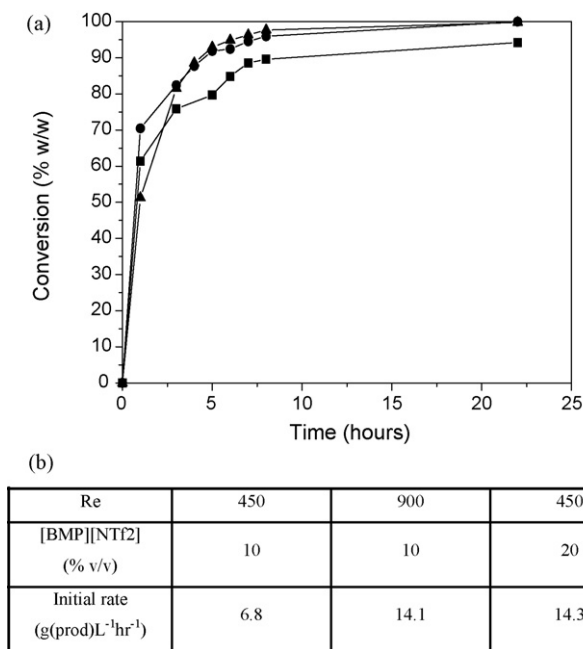 (a)
100
90
80
70
60
50
40
30
20
10
0
Conversion (% w/w)
0 5 10 15 20 25
Time (hours)
(b)
Re 450 900 450
[BMP][NTf2]
(% v/v) 10 10 20
Initial rate
(g(prod)L⁻¹hr⁻¹) 6.8 14.1 14.3